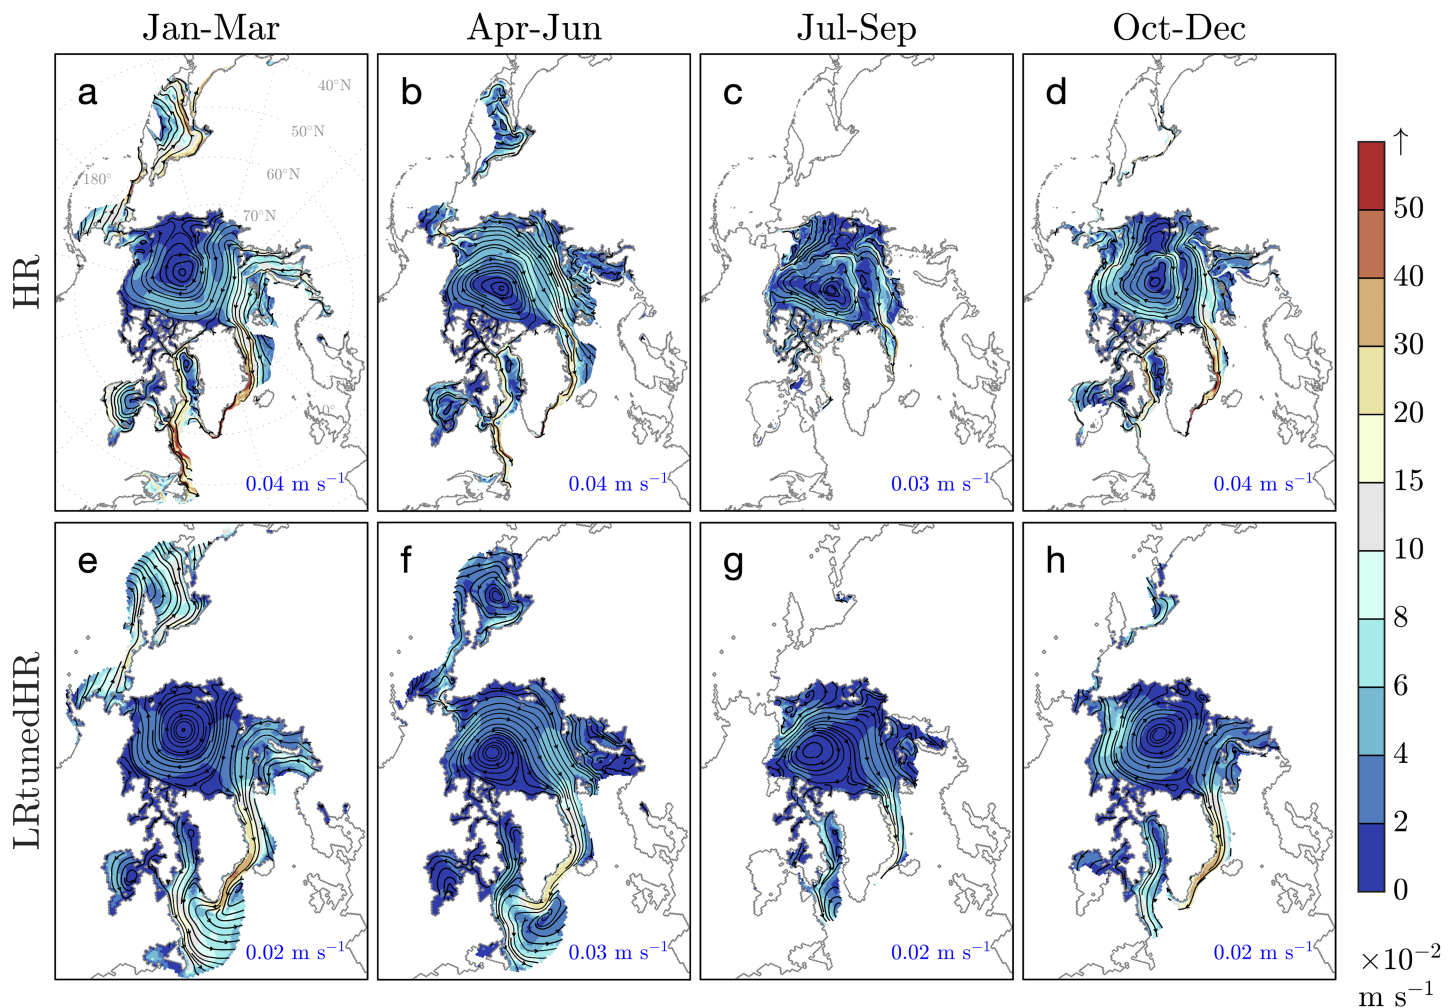 Jan-Mar Apr-Jun Jul-Sep Oct-Dec
HR
a b c d
40°N
50°N
60°N
70°N
180°
0.04 m s⁻¹ 0.04 m s⁻¹ 0.03 m s⁻¹ 0.04 m s⁻¹
LRtunedHR
e f g h
0.02 m s⁻¹ 0.03 m s⁻¹ 0.02 m s⁻¹ 0.02 m s⁻¹
↑
50
40
30
20
15
10
8
6
4
2
0
×10⁻²
m s⁻¹